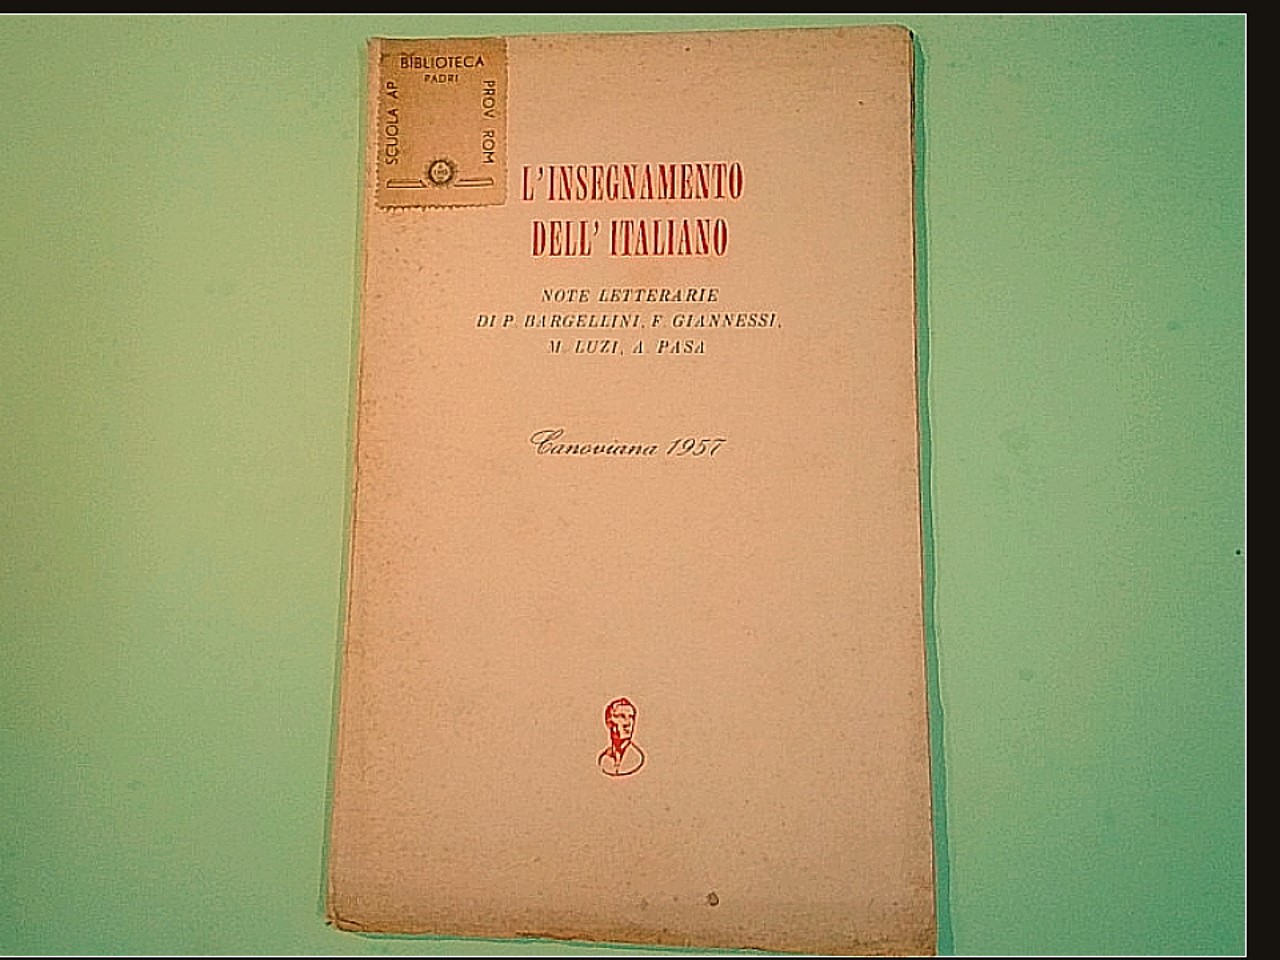 BIBLIOTECA
PADRI
SCUOLA AP
PROV ROM
L'INSEGNAMENTO
DELL' ITALIANO
NOTE LETTERARIE
DI P. BARGELLINI, F. GIANNESSI,
M. LUZI, A. PASA
Canoviana 1957